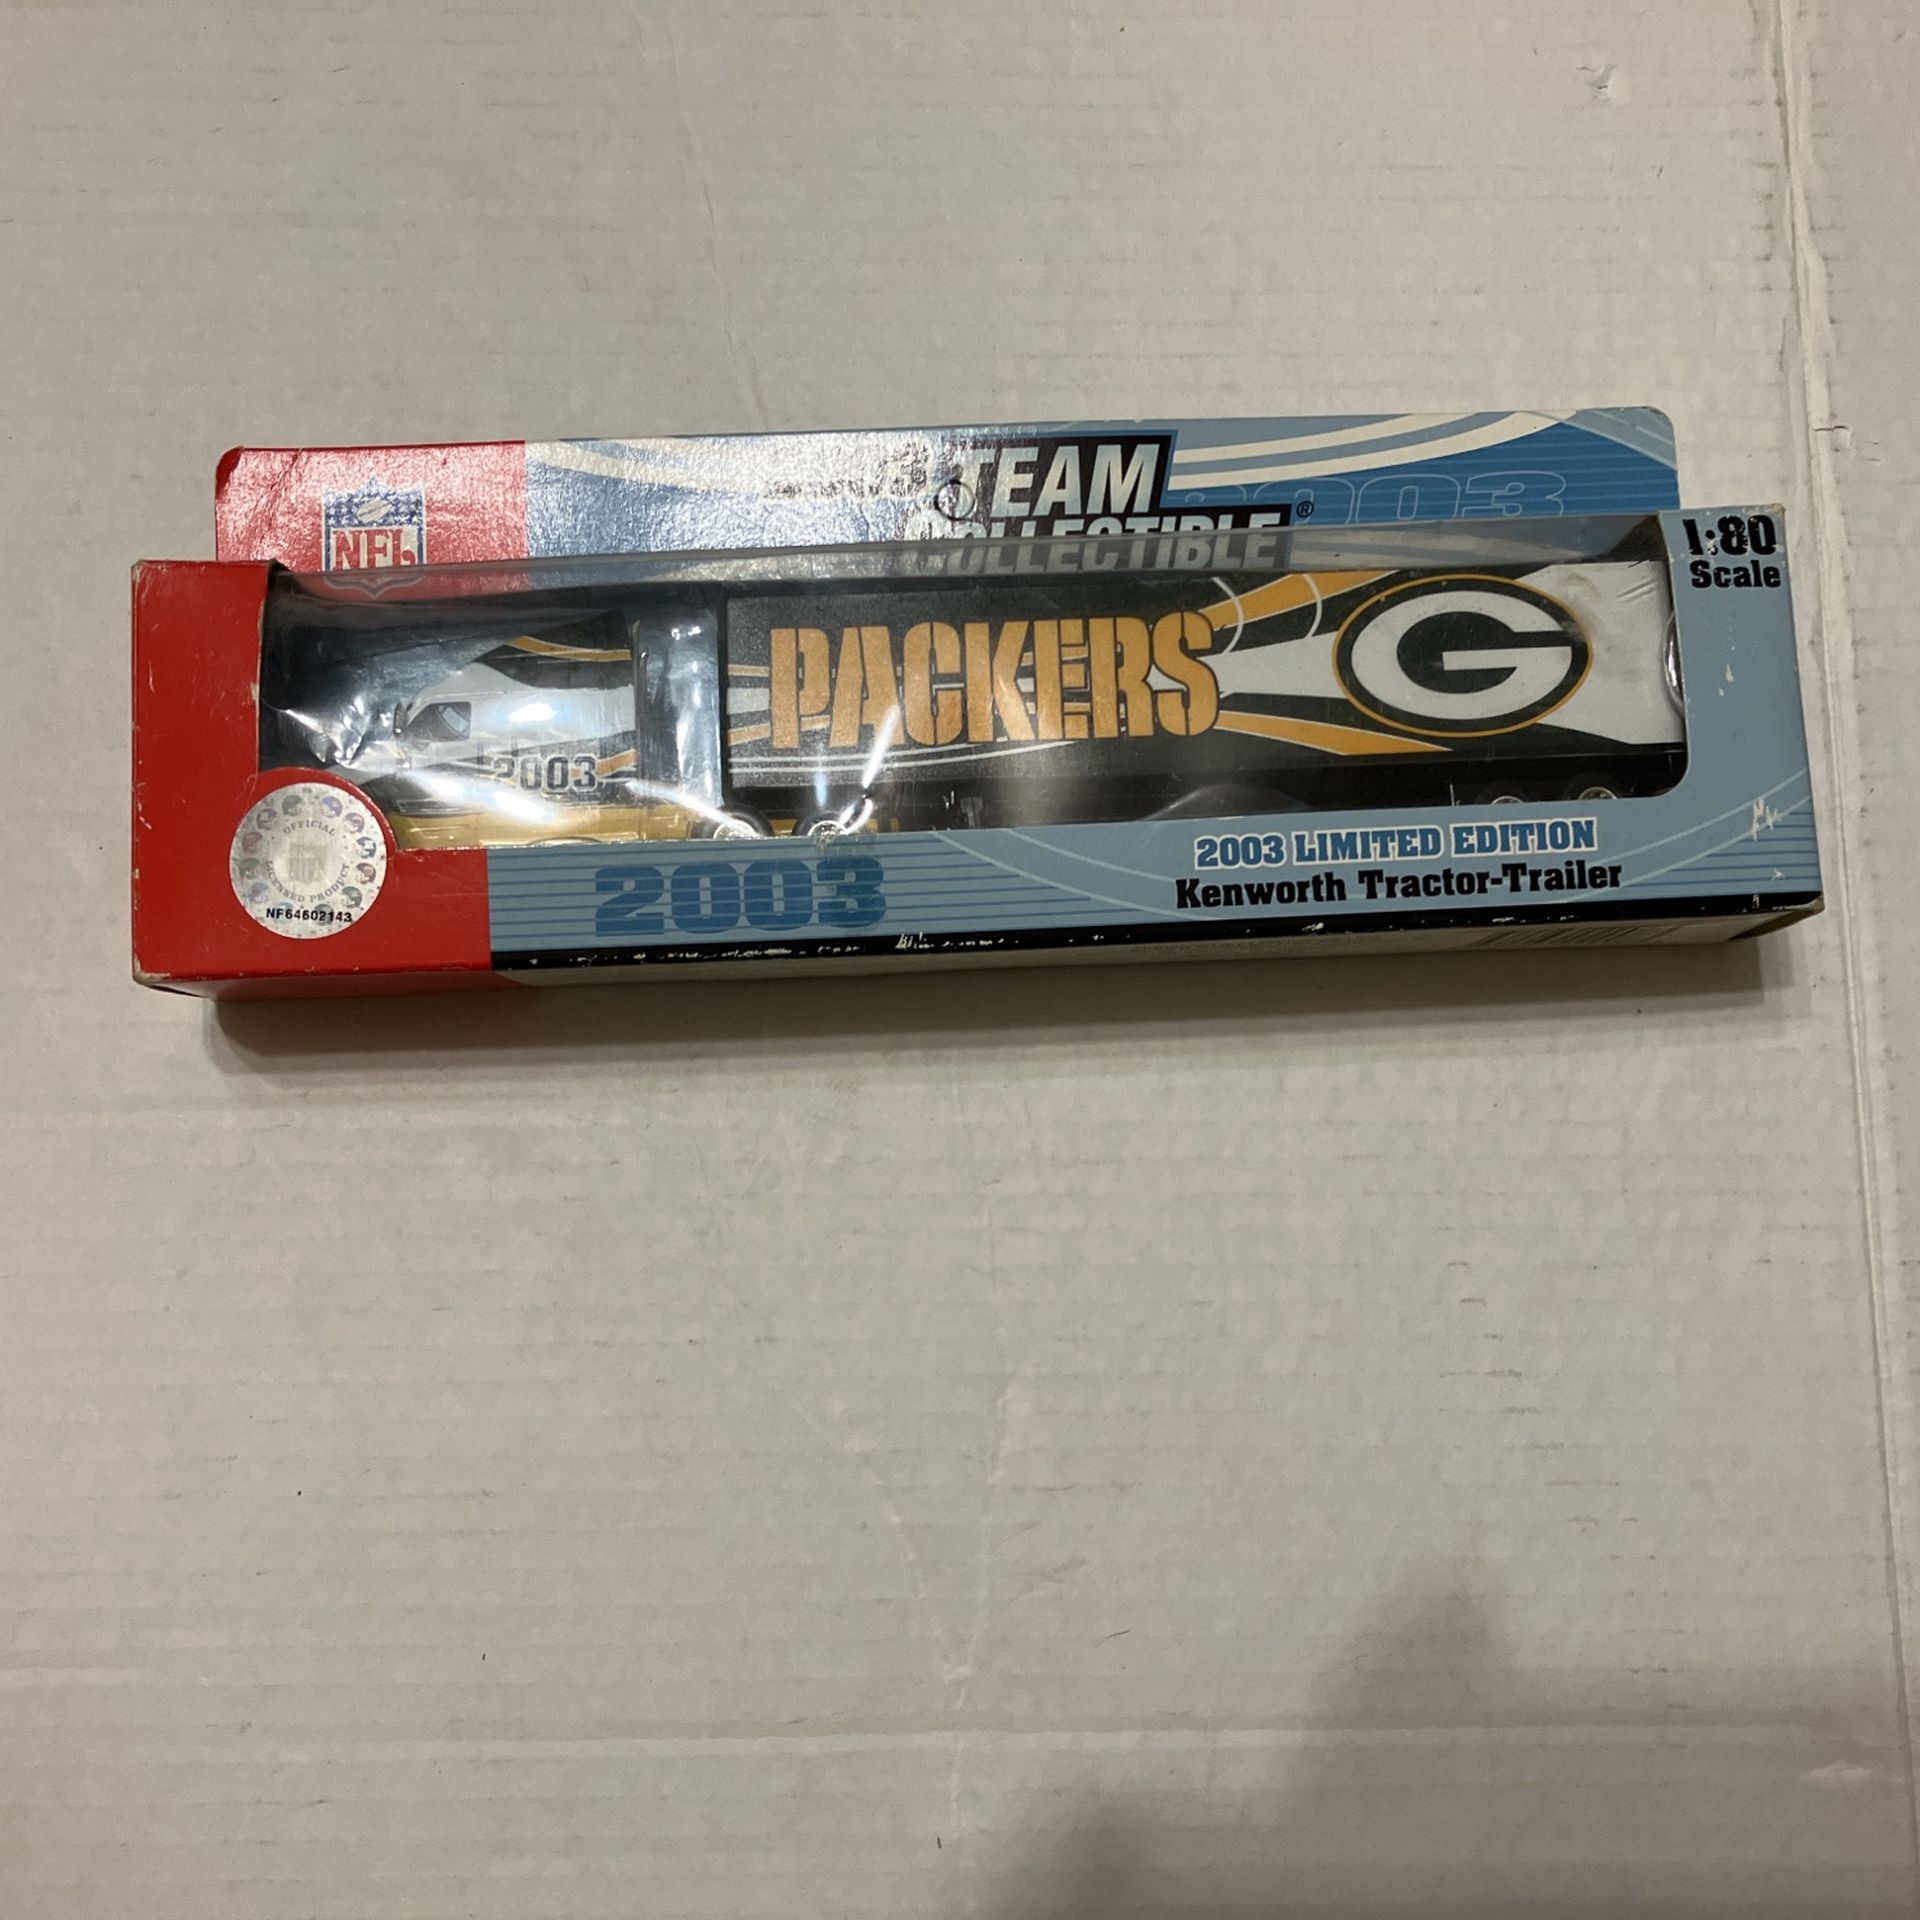 2003 TEAM
COLLECTIBLE®
2003
NFL
1:80
Scale
PACKERS
G
2003
OFFICIAL
LICENSED PRODUCT
NF64602143
2003
2003 LIMITED EDITION
Kenworth Tractor-Trailer